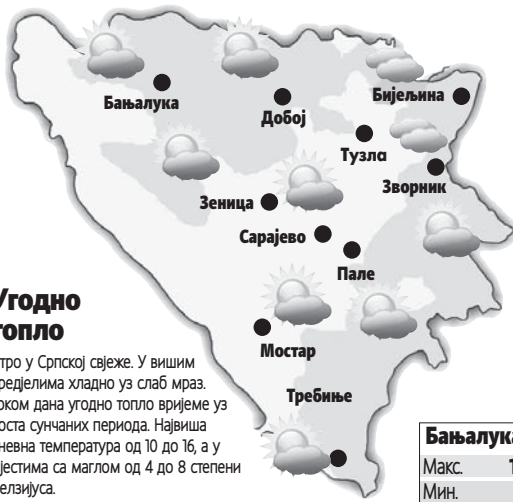 Бањалука
Добој
Бијељина
Тузла
Зворник
Зеница
Сарајево
Пале
Мостар
Требиње
Угодно
топло
тро у Српској свјеже. У вишим
редјелима хладно уз слаб мраз.
оком дана угодно топло вријеме уз
оста сунчаних периода. Највиша
невна температура од 10 до 16, а у
јестима са маглом од 4 до 8 степени
елзијуса.
Бањалука
Макс. 1
Мин.